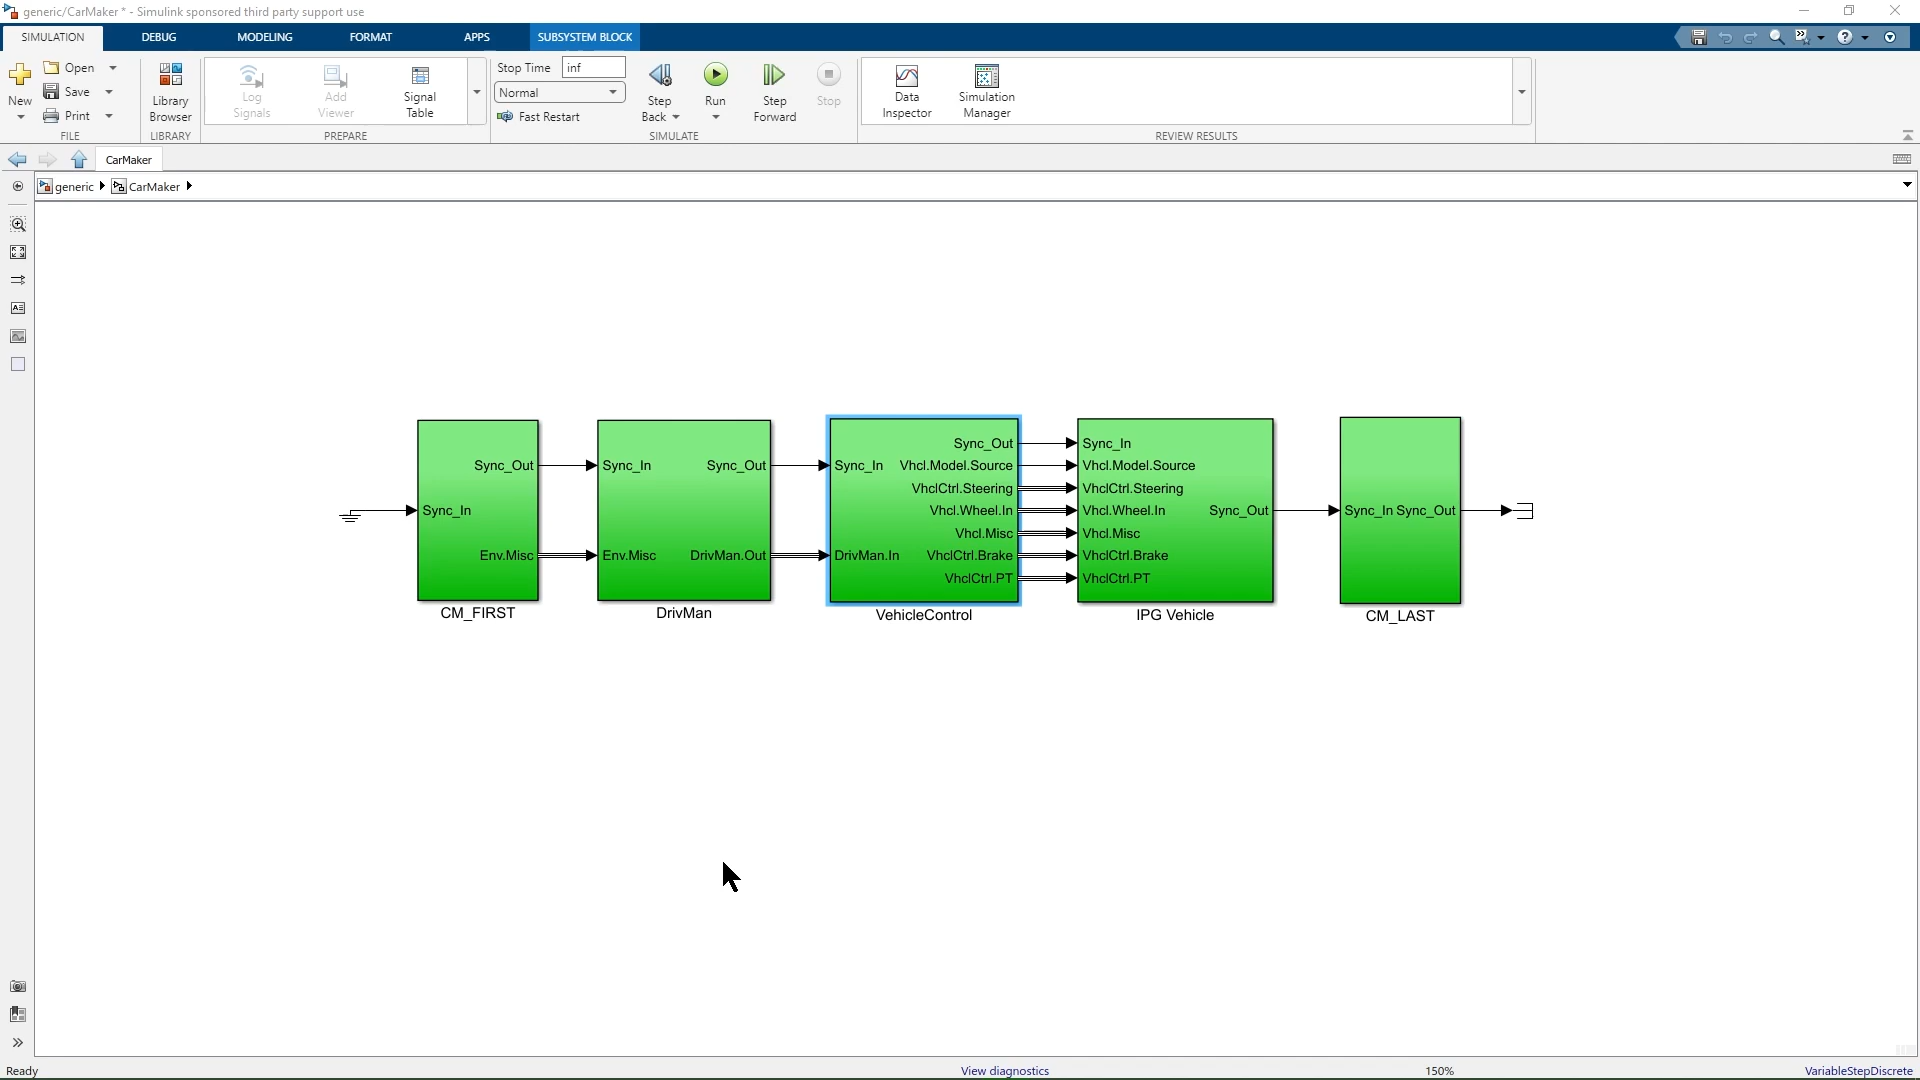 generic/CarMaker * - Simulink sponsored third party support use
SIMULATION DEBUG MODELING FORMAT APPS SUBSYSTEM BLOCK
New
Open
Save
Print
FILE
Library
Browser
LIBRARY
Log
Signals
Add
Viewer
Signal
Table
PREPARE
Stop Time inf
Normal
Fast Restart
Step
Back
Run
Step
Forward
Stop
SIMULATE
Data
Inspector
Simulation
Manager
REVIEW RESULTS
CarMaker
generic CarMaker
Sync_Out
Sync_In
Env.Misc
CM_FIRST
Sync_In Sync_Out
Env.Misc DrivMan.Out
DrivMan
Sync_Out
Sync_In Vhcl.Model.Source
VhclCtrl.Steering
Vhcl.Wheel.In
Vhcl.Misc
DrivMan.In VhclCtrl.Brake
VhclCtrl.PT
VehicleControl
Sync_In
Vhcl.Model.Source
VhclCtrl.Steering
Vhcl.Wheel.In Sync_Out
Vhcl.Misc
VhclCtrl.Brake
VhclCtrl.PT
IPG Vehicle
Sync_In Sync_Out
CM_LAST
Ready View diagnostics 150% VariableStepDiscrete